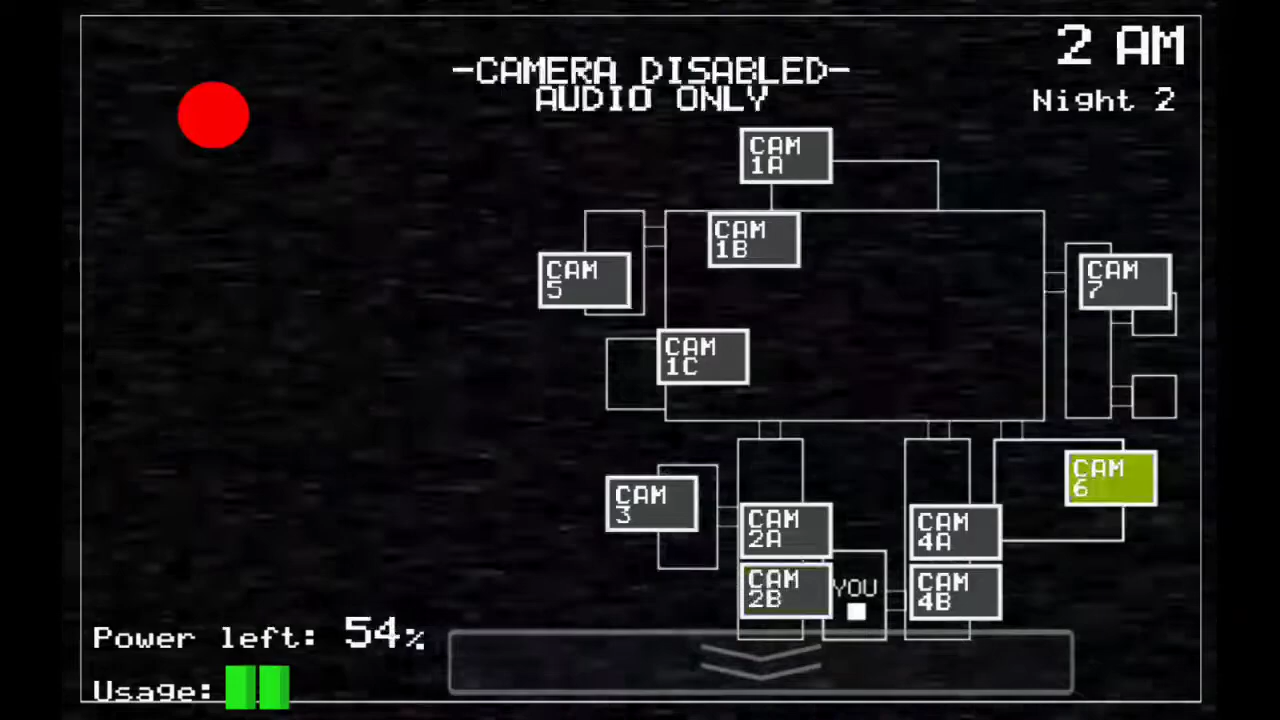 2 AM
-CAMERA DISABLED-
AUDIO ONLY
Night 2
CAM
1A
CAM
1B
CAM
5
CAM
7
CAM
1C
CAM
6
CAM
3
CAM
2A
CAM
4A
CAM
2B
YOU
CAM
4B
Power left: 54%
Usage: